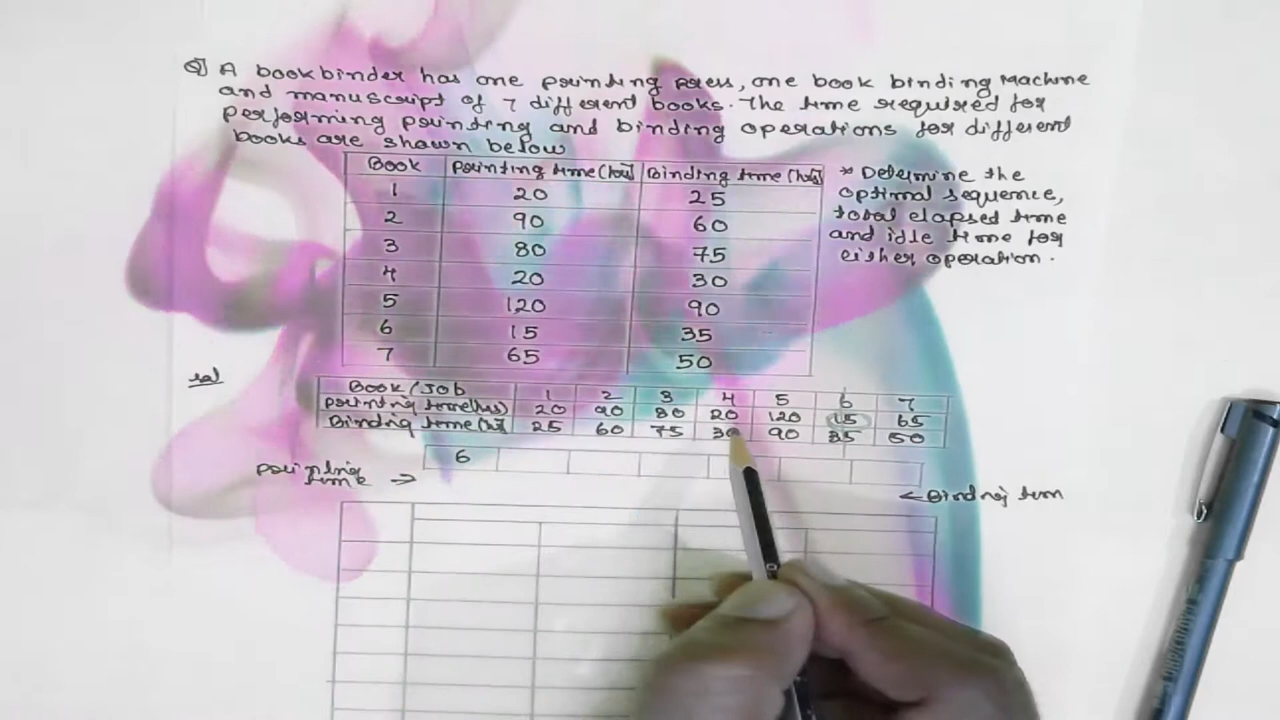 Q] A bookbinder has one printing press, one book binding Machine
and manuscript of 7 different books. The time required for
performing printing and binding operations for different
books are shown below
Book Printing time (hrs) Binding time (hrs)
1 20 25
2 90 60
3 80 75
4 20 30
5 120 90
6 15 35
7 65 50
* Determine the
optimal sequence,
total elapsed time
and idle time for
either operation.
sol
Book/Job 1 2 3 4 5 6 7
Printing time(hrs) 20 90 80 20 120 15 65
Binding time(hr) 25 60 75 30 90 35 50
6
Printing
time →
← Binding tim